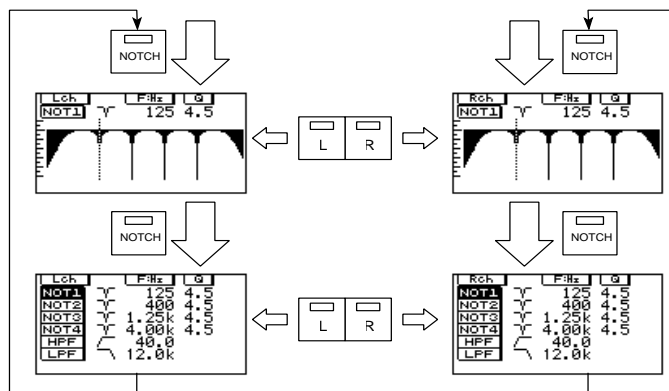 NOTCH
NOTCH
Lch F:Hz Q
NOT1 125 4.5
L R
Rch F:Hz Q
NOT1 125 4.5
NOTCH
NOTCH
Lch F:Hz Q
NOT1 125 4.5
NOT2 400 4.5
NOT3 1.25k 4.5
NOT4 4.00k 4.5
HPF 40.0
LPF 12.0k
L R
Rch F:Hz Q
NOT1 125 4.5
NOT2 400 4.5
NOT3 1.25k 4.5
NOT4 4.00k 4.5
HPF 40.0
LPF 12.0k